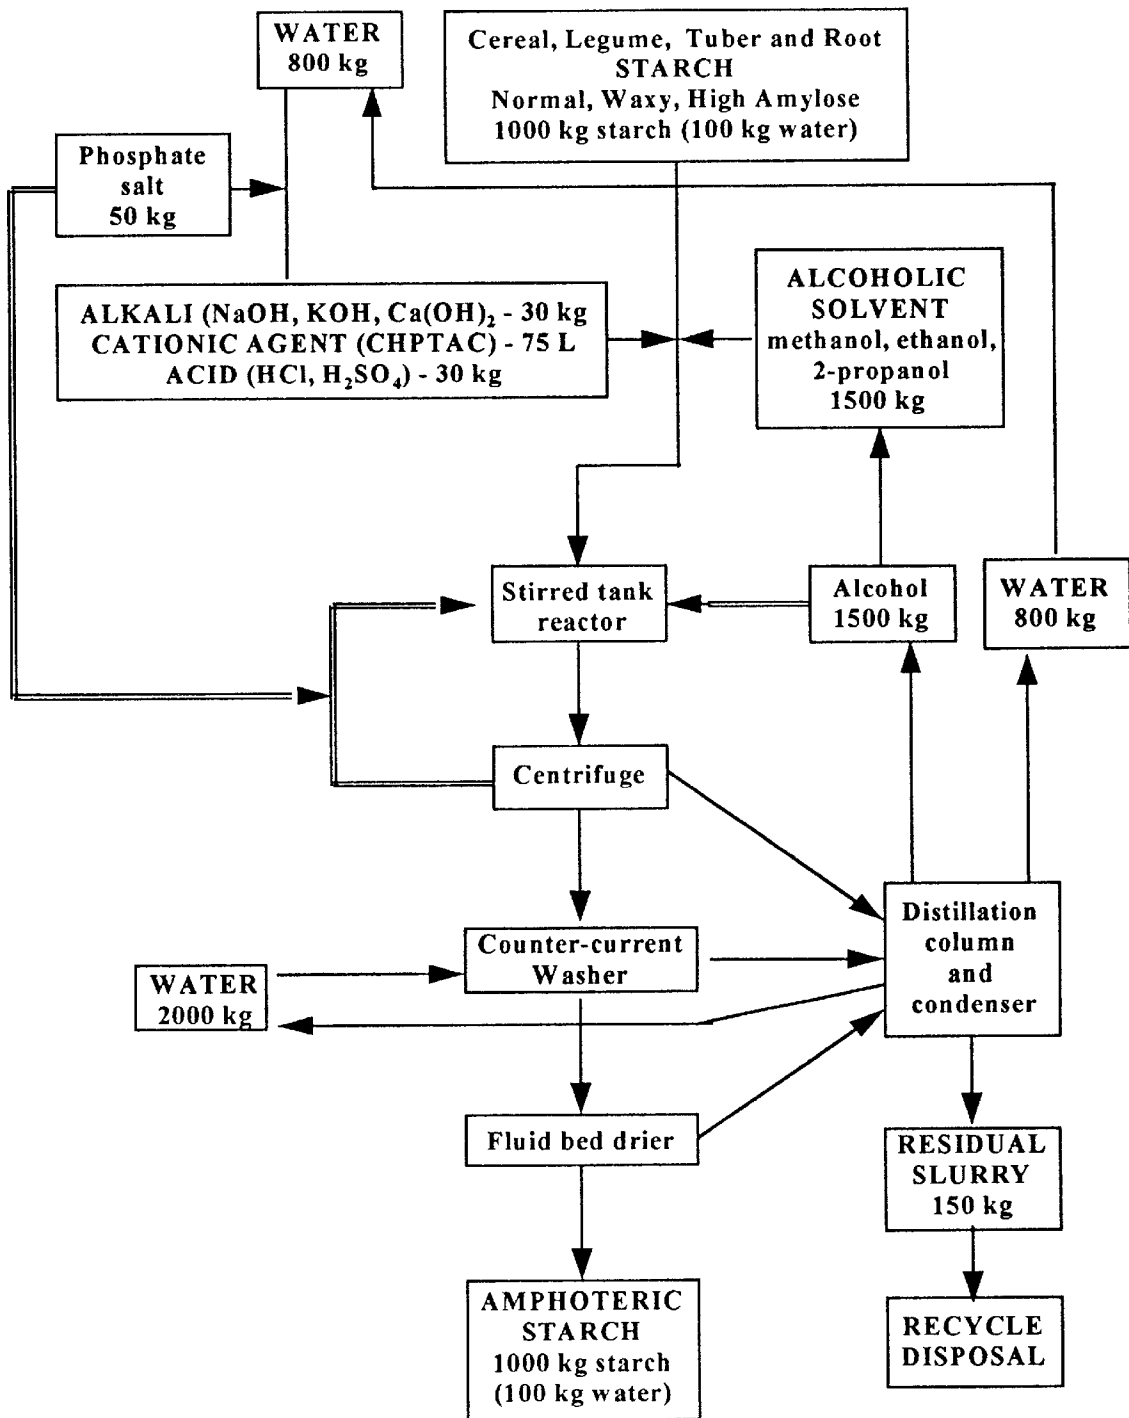 WATER
800 kg
Cereal, Legume, Tuber and Root
STARCH
Normal, Waxy, High Amylose
1000 kg starch (100 kg water)
Phosphate
salt
50 kg
ALKALI (NaOH, KOH, Ca(OH)₂ - 30 kg
CATIONIC AGENT (CHPTAC) - 75 L
ACID (HCl, H₂SO₄) - 30 kg
ALCOHOLIC
SOLVENT
methanol, ethanol,
2-propanol
1500 kg
Stirred tank
reactor
Alcohol
1500 kg
WATER
800 kg
Centrifuge
Counter-current
Washer
WATER
2000 kg
Distillation
column
and
condenser
Fluid bed drier
RESIDUAL
SLURRY
150 kg
AMPHOTERIC
STARCH
1000 kg starch
(100 kg water)
RECYCLE
DISPOSAL